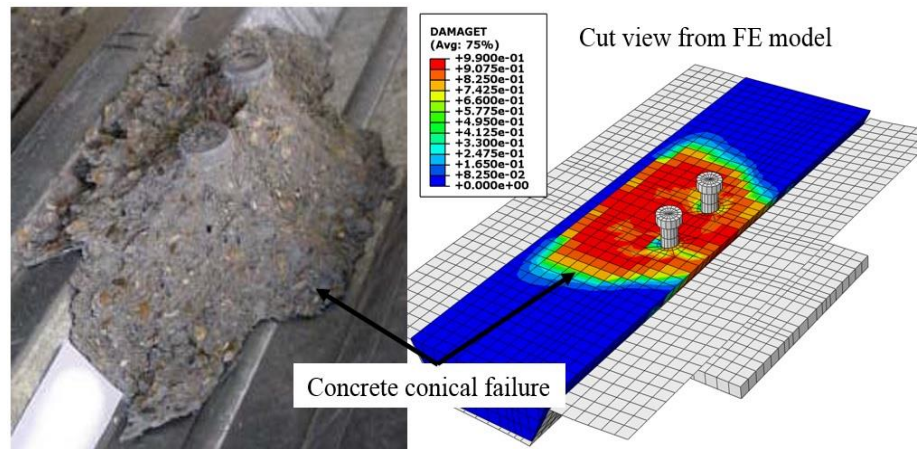 DAMAGET
(Avg: 75%)
+9.900e-01
+9.075e-01
+8.250e-01
+7.425e-01
+6.600e-01
+5.775e-01
+4.950e-01
+4.125e-01
+3.300e-01
+2.475e-01
+1.650e-01
+8.250e-02
+0.000e+00
Cut view from FE model
Concrete conical failure